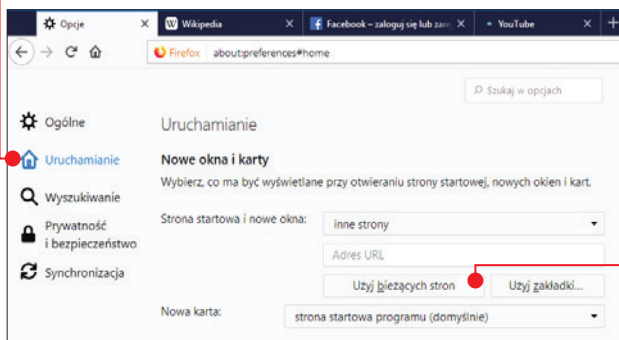 Opcje Wikipedia Facebook – zaloguj się lub zare YouTube
Firefox about:preferences#home
Szukaj w opcjach
Ogólne
Uruchamianie
Uruchamianie
Nowe okna i karty
Wybierz, co ma być wyświetlane przy otwieraniu strony startowej, nowych okien i kart.
Wyszukiwanie
Prywatność
i bezpieczeństwo
Synchronizacja
Strona startowa i nowe okna: inne strony
Adres URL
Użyj bieżących stron Użyj zakładki...
Nowa karta: strona startowa programu (domyślnie)